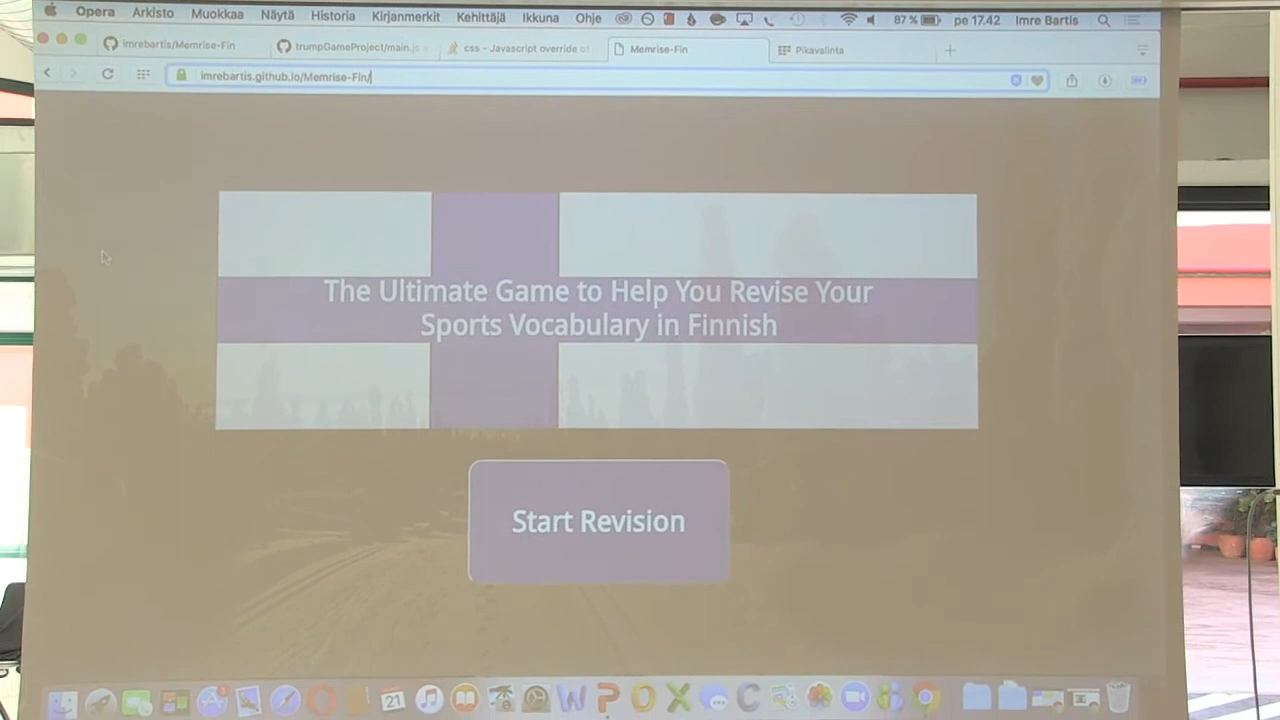 Opera Arkisto Muokkaa Näytä Historia Kirjanmerkit Kehittäjä Ikkuna Ohje 87 % pe 17.42 Imre Bartis
imrebartis/Memrise-Fin trumpGameProject/main.js css - Javascript override of Memrise-Fin Pikavalinta
imrebartis.github.io/Memrise-Fin/
The Ultimate Game to Help You Revise Your
Sports Vocabulary in Finnish
Start Revision
21